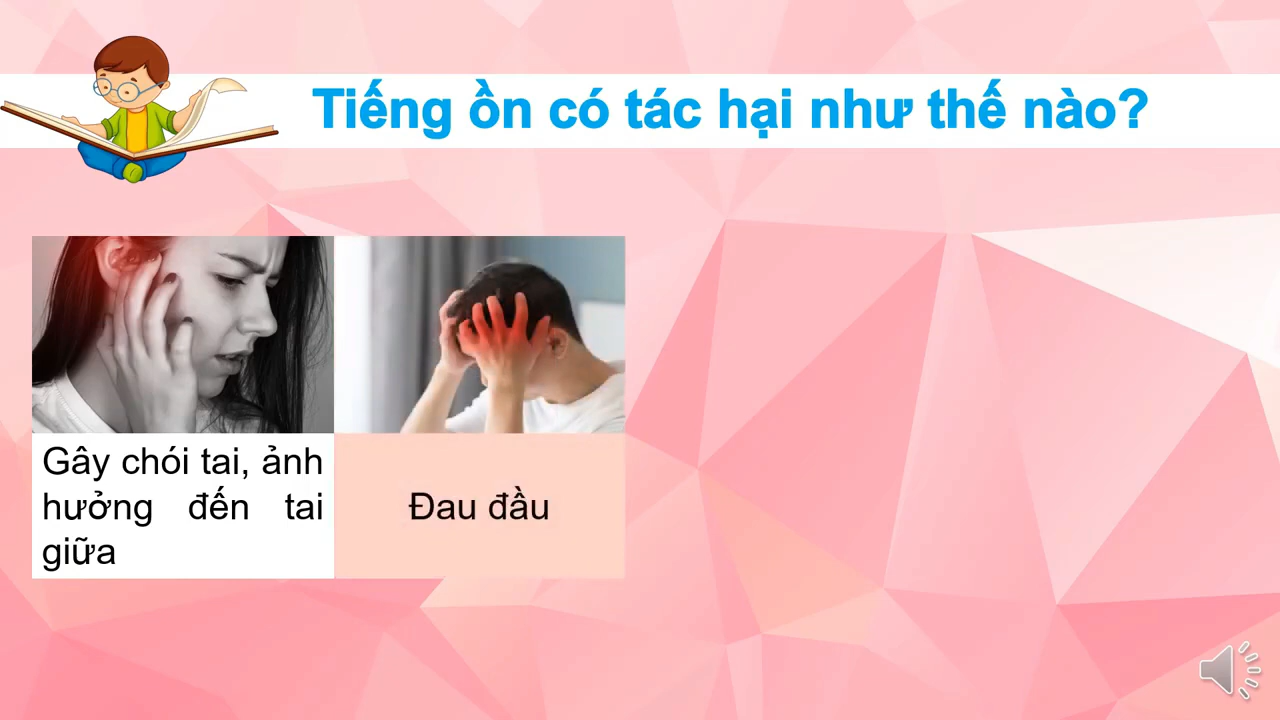 Tiếng ồn có tác hại như thế nào?
Gây chói tai, ảnh
hưởng đến tai
giữa
Đau đầu